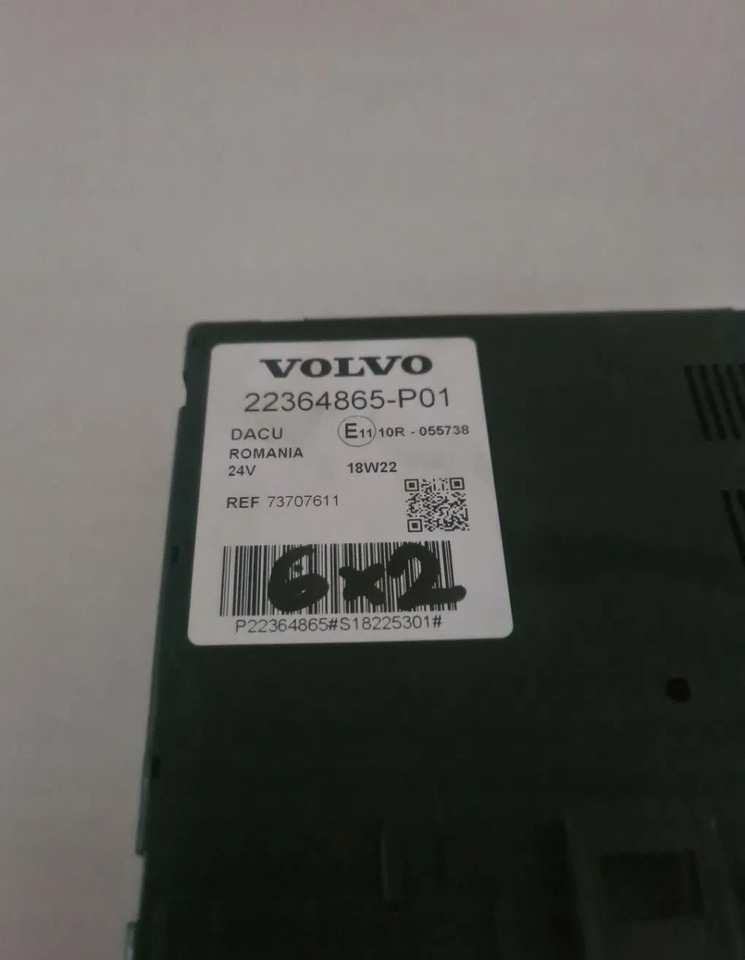 VOLVO
22364865-P01
DACU E11 10R - 055738
ROMANIA
24V 18W22
REF 73707611
6x2
P22364865#S18225301#